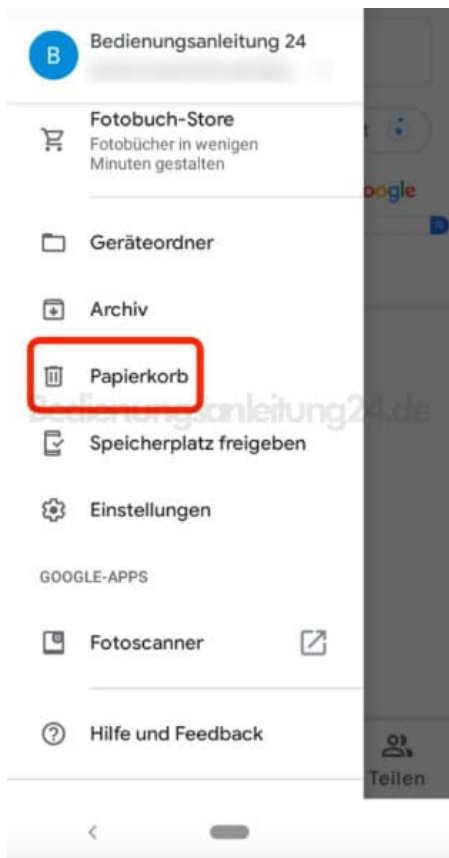 B
Bedienungsanleitung 24
Fotobuch-Store
Fotobücher in wenigen
Minuten gestalten
oogle
Geräteordner
Archiv
Papierkorb
Bedienungsanleitung24.de
Speicherplatz freigeben
Einstellungen
GOOGLE-APPS
Fotoscanner
Hilfe und Feedback
Teilen